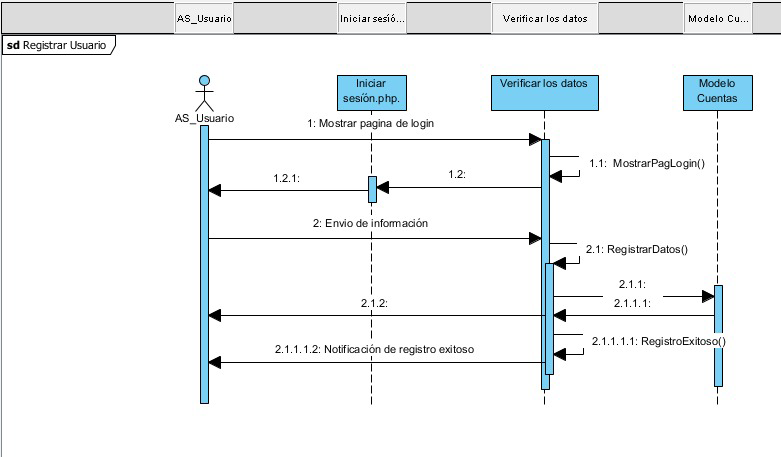 AS_Usuario
Iniciar sesíó...
Verificar los datos
Modelo Cu...
sd Registrar Usuario
Iniciar
sesíón.php.
Verificar los datos
Modelo
Cuentas
AS_Usuario
1: Mostrar pagina de login
1.1: MostrarPagLogin()
1.2:
1.2.1:
2: Envio de información
2.1: RegistrarDatos()
2.1.1:
2.1.2:
2.1.1.1:
2.1.1.1.1: RegistroExitoso()
2.1.1.1.2: Notificación de registro exitoso